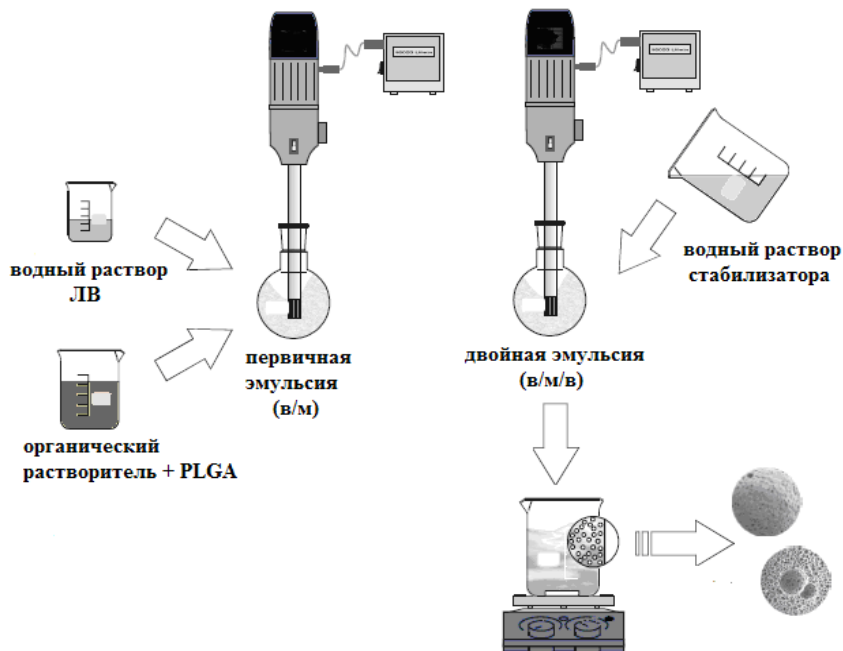 водный раствор
ЛВ
органический
растворитель + PLGA
первичная
эмульсия
(в/м)
двойная эмульсия
(в/м/в)
водный раствор
стабилизатора